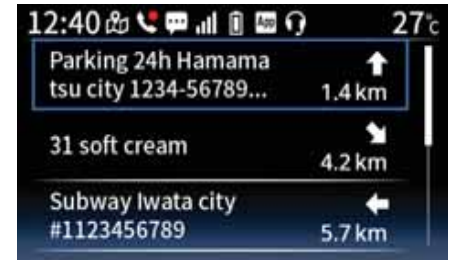 12:40 App 27°c
Parking 24h Hamama
tsu city 1234-56789...
1.4 km
31 soft cream
4.2 km
Subway Iwata city
#1123456789
5.7 km